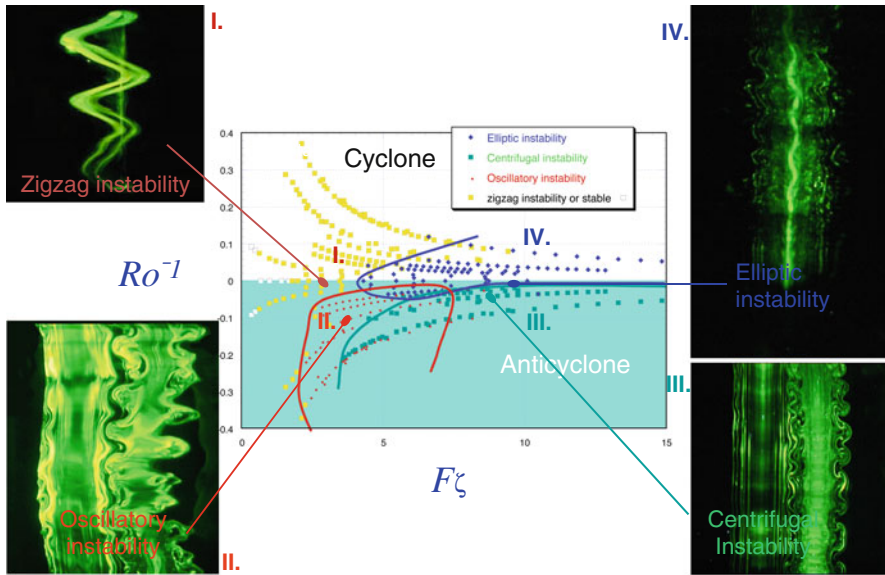 I.
IV.
Zigzag instability
Cyclone
Elliptic instability
Centrifugal instability
Oscillatory instability
zigzag instability or stable
0.4
0.3
0.2
0.1
0
-0.1
-0.2
-0.3
-0.4
Ro⁻¹
I.
IV.
II.
III.
Anticyclone
Elliptic
instability
0
5
10
15
Fζ
III.
Oscillatory
instability
II.
Centrifugal
Instability